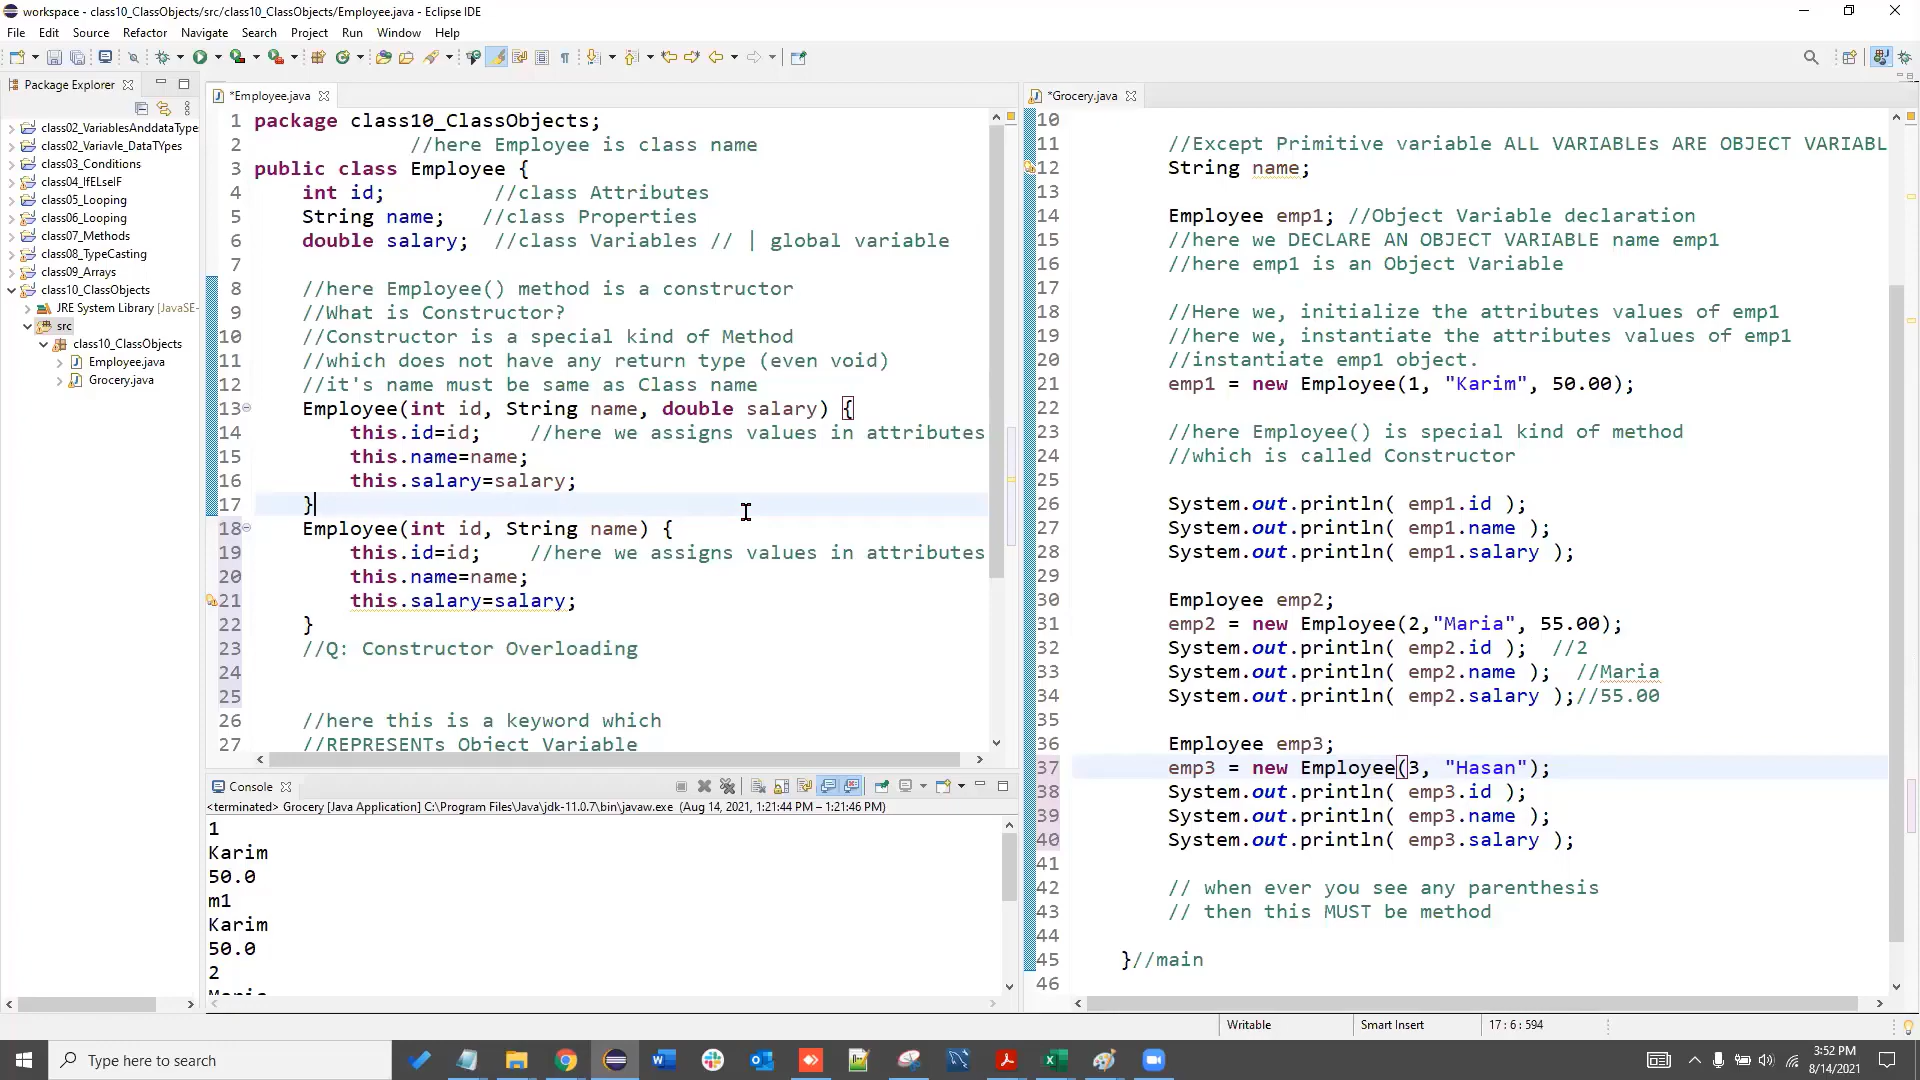 workspace - class10_ClassObjects/src/class10_ClassObjects/Employee.java - Eclipse IDE
File Edit Source Refactor Navigate Search Project Run Window Help
Package Explorer
class02_VariablesAnddataType
class02_Variavle_DataTYpes
class03_Conditions
class04_IfELselF
class05_Looping
class06_Looping
class07_Methods
class08_TypeCasting
class09_Arrays
class10_ClassObjects
JRE System Library [JavaSE-
src
class10_ClassObjects
Employee.java
Grocery.java
*Employee.java
1 package class10_ClassObjects;
2 //here Employee is class name
3 public class Employee {
4 int id; //class Attributes
5 String name; //class Properties
6 double salary; //class Variables // | global variable
7
8 //here Employee() method is a constructor
9 //What is Constructor?
10 //Constructor is a special kind of Method
11 //which does not have any return type (even void)
12 //it's name must be same as Class name
13 Employee(int id, String name, double salary) {
14 this.id=id; //here we assigns values in attributes
15 this.name=name;
16 this.salary=salary;
17 }
18 Employee(int id, String name) {
19 this.id=id; //here we assigns values in attributes
20 this.name=name;
21 this.salary=salary;
22 }
23 //Q: Constructor Overloading
24
25
26 //here this is a keyword which
27 //REPRESENTs Object Variable
*Grocery.java
10
11 //Except Primitive variable ALL VARIABLEs ARE OBJECT VARIABL
12 String name;
13
14 Employee emp1; //Object Variable declaration
15 //here we DECLARE AN OBJECT VARIABLE name emp1
16 //here emp1 is an Object Variable
17
18 //Here we, initialize the attributes values of emp1
19 //here we, instantiate the attributes values of emp1
20 //instantiate emp1 object.
21 emp1 = new Employee(1, "Karim", 50.00);
22
23 //here Employee() is special kind of method
24 //which is called Constructor
25
26 System.out.println( emp1.id );
27 System.out.println( emp1.name );
28 System.out.println( emp1.salary );
29
30 Employee emp2;
31 emp2 = new Employee(2,"Maria", 55.00);
32 System.out.println( emp2.id ); //2
33 System.out.println( emp2.name ); //Maria
34 System.out.println( emp2.salary );//55.00
35
36 Employee emp3;
37 emp3 = new Employee(3, "Hasan");
38 System.out.println( emp3.id );
39 System.out.println( emp3.name );
40 System.out.println( emp3.salary );
41
42 // when ever you see any parenthesis
43 // then this MUST be method
44
45 }//main
46
Console
<terminated> Grocery [Java Application] C:\Program Files\Java\jdk-11.0.7\bin\javaw.exe (Aug 14, 2021, 1:21:44 PM – 1:21:46 PM)
1
Karim
50.0
m1
Karim
50.0
2
Maria
Writable Smart Insert 17 : 6 : 594
Type here to search
3:52 PM
8/14/2021